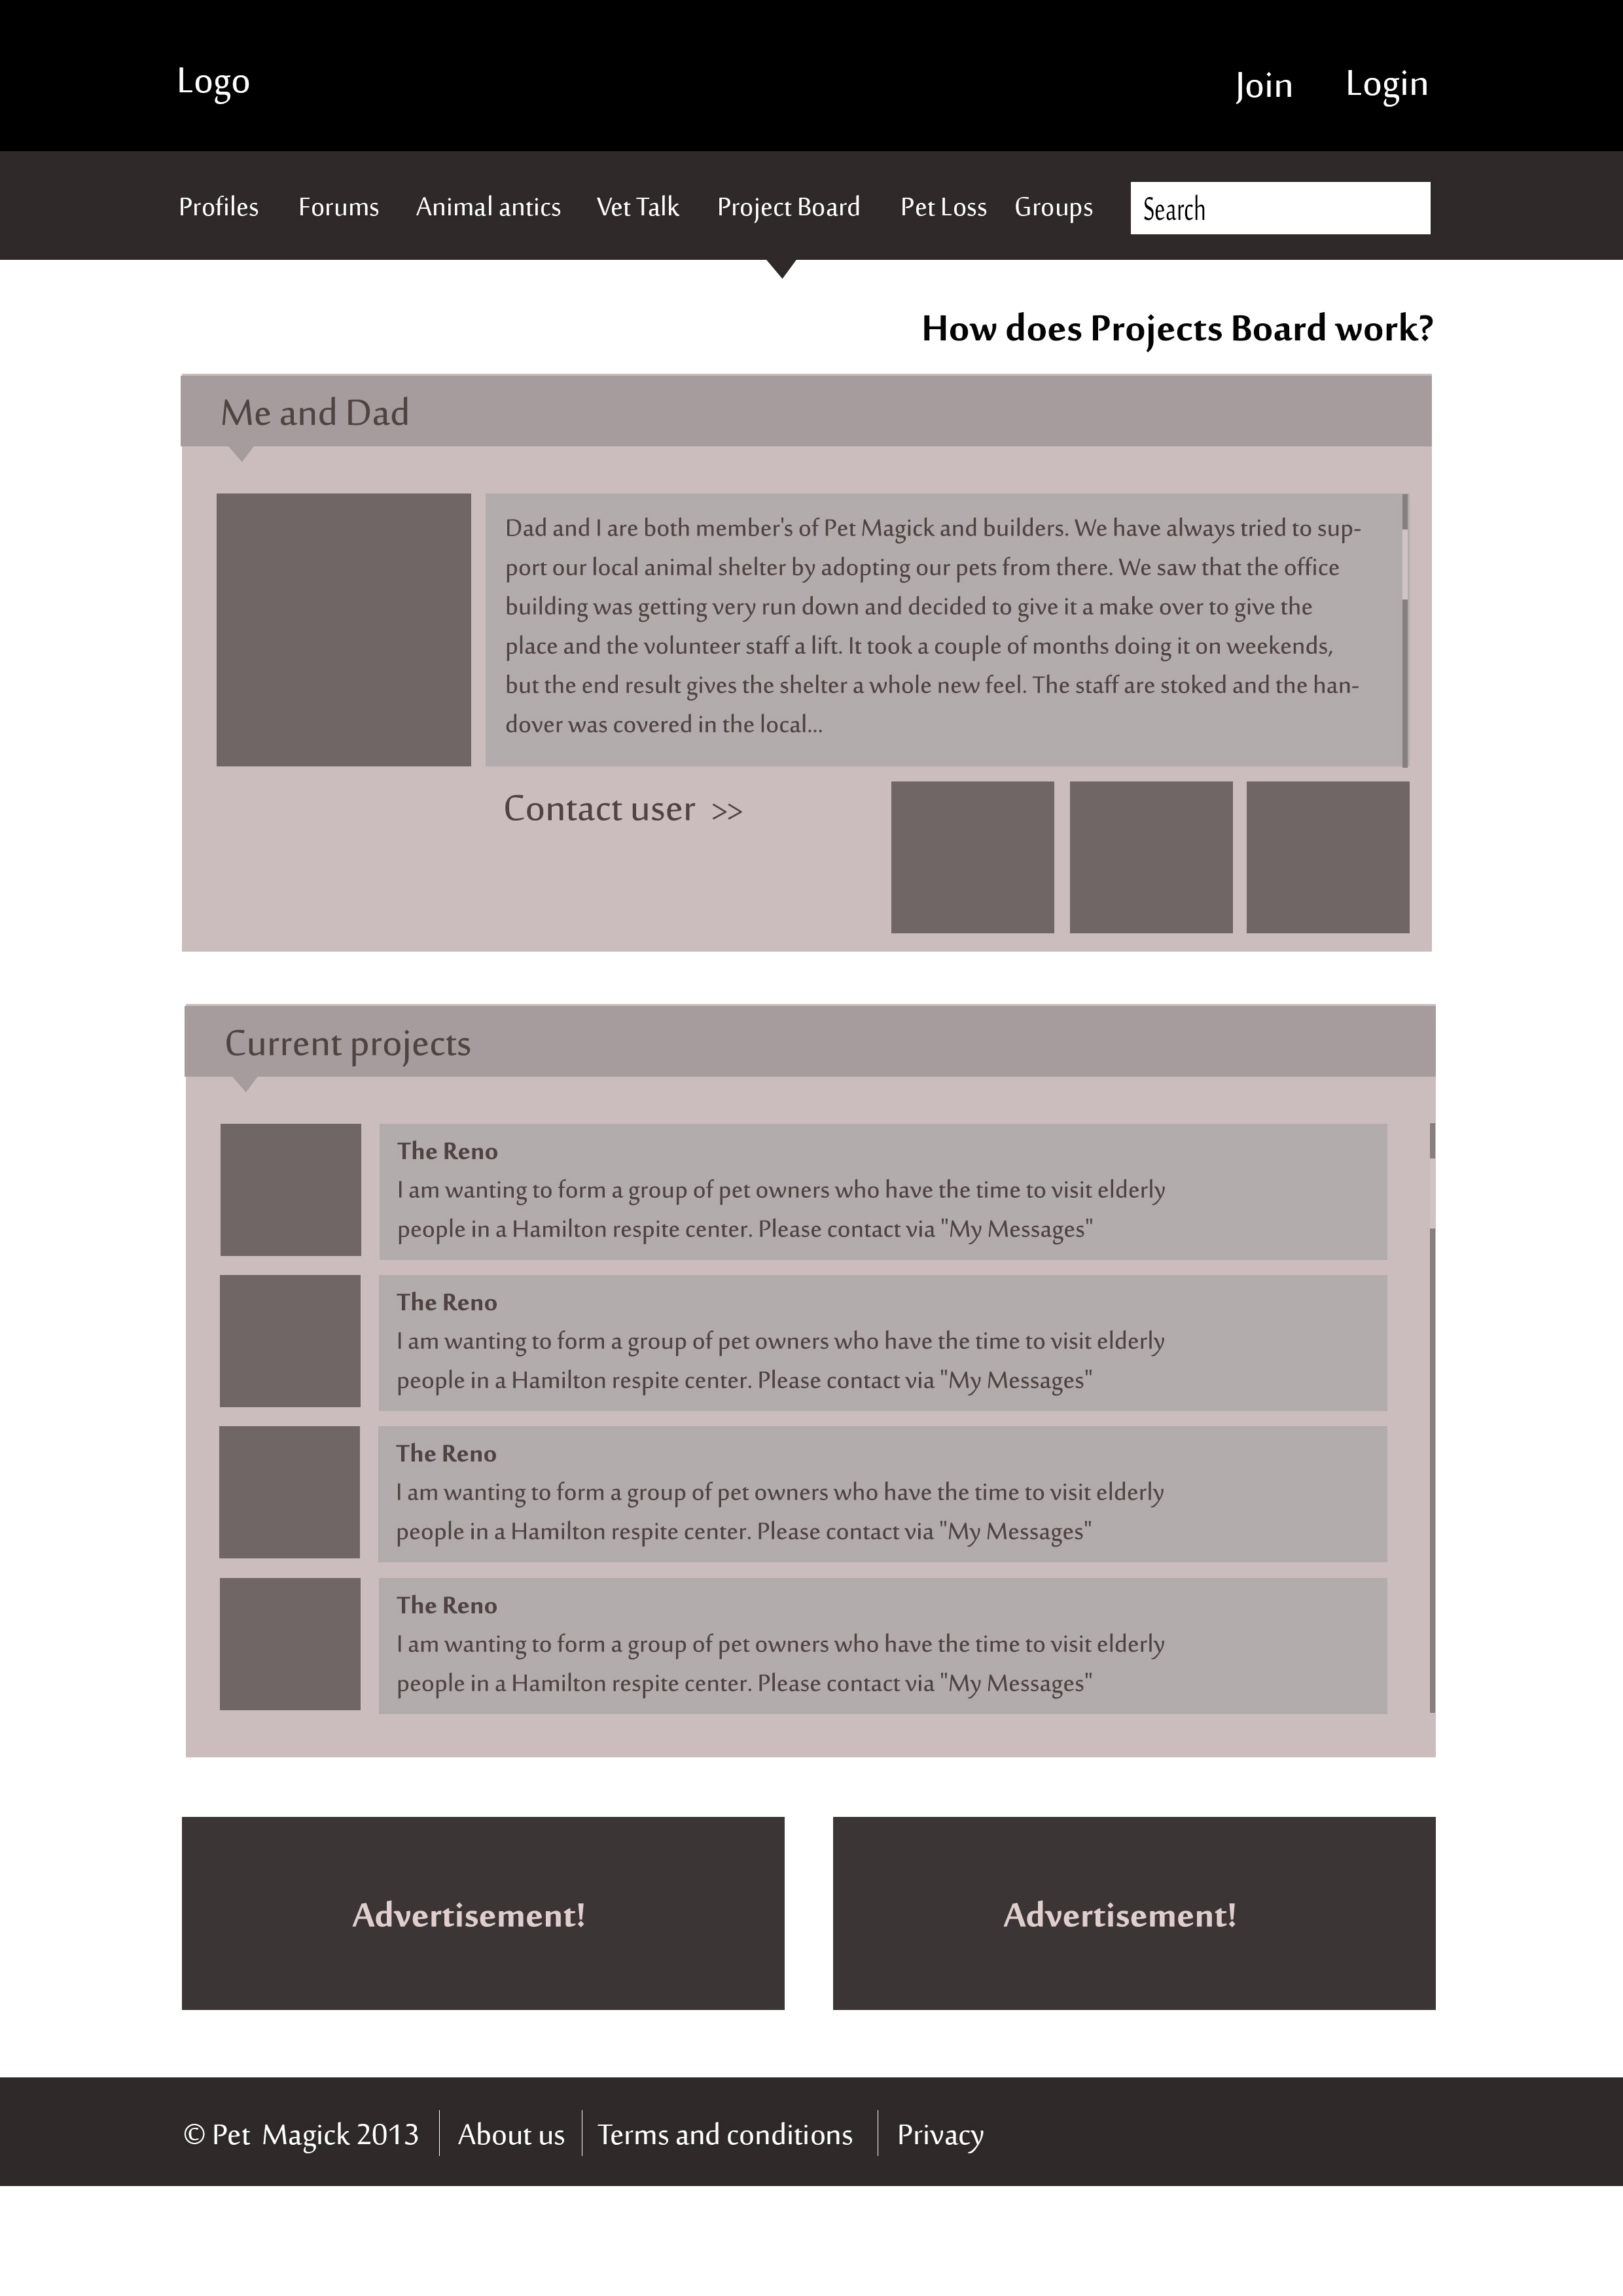 Logo
Join
Login
Profiles
Forums
Animal antics
Vet Talk
Project Board
Pet Loss
Groups
Search
How does Projects Board work?
Me and Dad
Dad and I are both member's of Pet Magick and builders. We have always tried to sup-
port our local animal shelter by adopting our pets from there. We saw that the office
building was getting very run down and decided to give it a make over to give the
place and the volunteer staff a lift. It took a couple of months doing it on weekends,
but the end result gives the shelter a whole new feel. The staff are stoked and the han-
dover was covered in the local...
Contact user >>
Current projects
The Reno
I am wanting to form a group of pet owners who have the time to visit elderly
people in a Hamilton respite center. Please contact via "My Messages"
The Reno
I am wanting to form a group of pet owners who have the time to visit elderly
people in a Hamilton respite center. Please contact via "My Messages"
The Reno
I am wanting to form a group of pet owners who have the time to visit elderly
people in a Hamilton respite center. Please contact via "My Messages"
The Reno
I am wanting to form a group of pet owners who have the time to visit elderly
people in a Hamilton respite center. Please contact via "My Messages"
Advertisement!
Advertisement!
© Pet Magick 2013
About us
Terms and conditions
Privacy